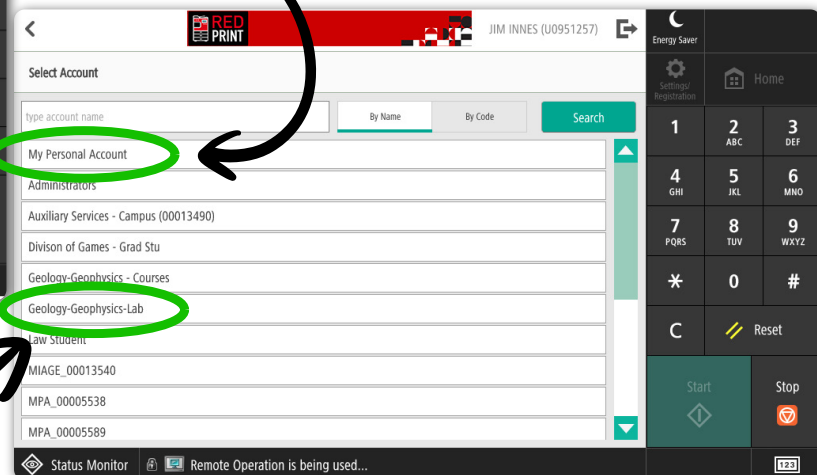 RED
PRINT
JIM INNES (U0951257)
Energy Saver
Select Account
Settings/
Registration
Home
type account name
By Name
By Code
Search
1
2
ABC
3
DEF
My Personal Account
Administrators
4
GHI
5
JKL
6
MNO
Auxiliary Services - Campus (00013490)
7
PQRS
8
TUV
9
WXYZ
Divison of Games - Grad Stu
Geology-Geophysics - Courses
*
0
#
Geology-Geophysics-Lab
Law Student
C
Reset
MIAGE_00013540
Start
Stop
MPA_00005538
MPA_00005589
Status Monitor
Remote Operation is being used...
123